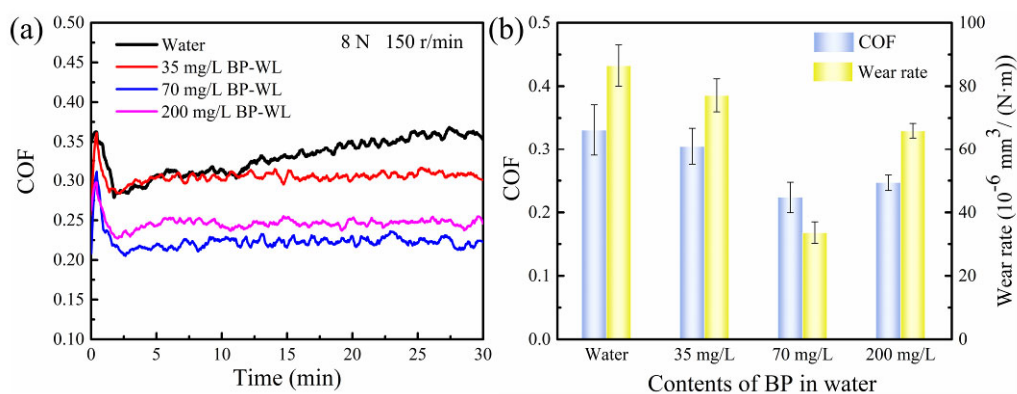 (a)
0.50
0.45
0.40
0.35
0.30
0.25
0.20
0.15
0.10
COF
Water
35 mg/L BP-WL
70 mg/L BP-WL
200 mg/L BP-WL
8 N 150 r/min
0 5 10 15 20 25 30
Time (min)
(b)
0.5
0.4
0.3
0.2
0.1
0.0
COF
COF
Wear rate
100
80
60
40
20
0
Wear rate (10⁻⁶ mm³/ (N·m))
Water 35 mg/L 70 mg/L 200 mg/L
Contents of BP in water